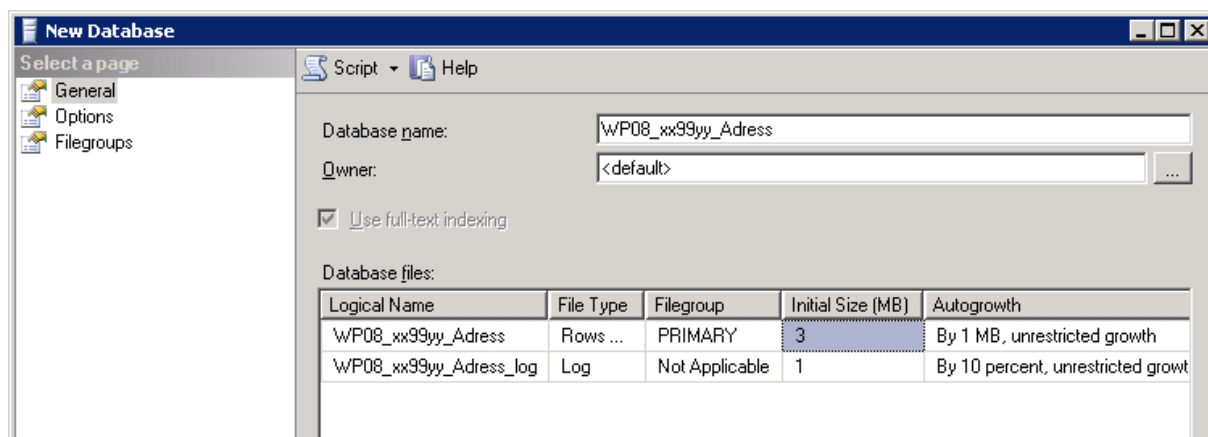 New Database
Select a page
General
Options
Filegroups
Script Help
Database name: WP08_xx99yy_Adress
Owner: <default> ...
Use full-text indexing
Database files:
Logical Name File Type Filegroup Initial Size (MB) Autogrowth
WP08_xx99yy_Adress Rows ... PRIMARY 3 By 1 MB, unrestricted growth
WP08_xx99yy_Adress_log Log Not Applicable 1 By 10 percent, unrestricted growt